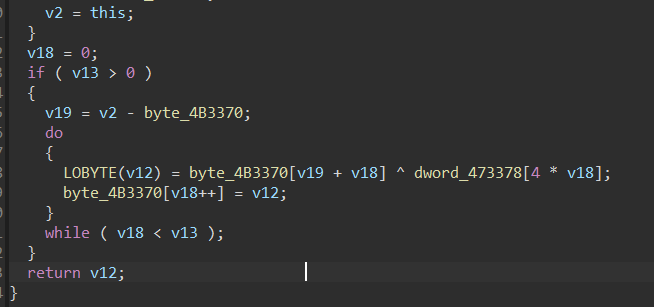 v2 = this;
}
v18 = 0;
if ( v13 > 0 )
{
v19 = v2 - byte_4B3370;
do
{
LOBYTE(v12) = byte_4B3370[v19 + v18] ^ dword_473378[4 * v18];
byte_4B3370[v18++] = v12;
}
while ( v18 < v13 );
}
return v12;
}